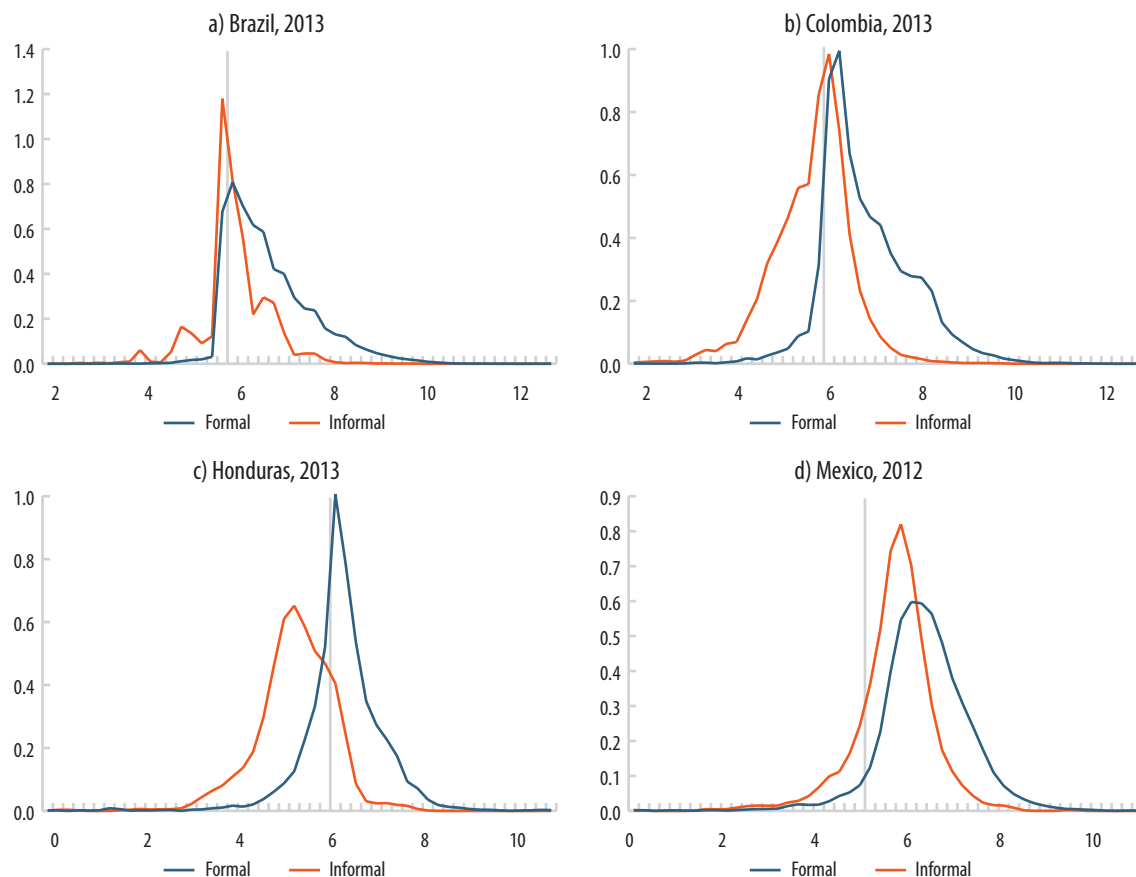 a) Brazil, 2013
1.4
1.2
1.0
0.8
0.6
0.4
0.2
0.0
2 4 6 8 10 12
Formal Informal
b) Colombia, 2013
1.0
0.8
0.6
0.4
0.2
0.0
2 4 6 8 10 12
Formal Informal
c) Honduras, 2013
1.0
0.8
0.6
0.4
0.2
0.0
0 2 4 6 8 10
Formal Informal
d) Mexico, 2012
0.9
0.8
0.7
0.6
0.5
0.4
0.3
0.2
0.1
0.0
0 2 4 6 8 10
Formal Informal